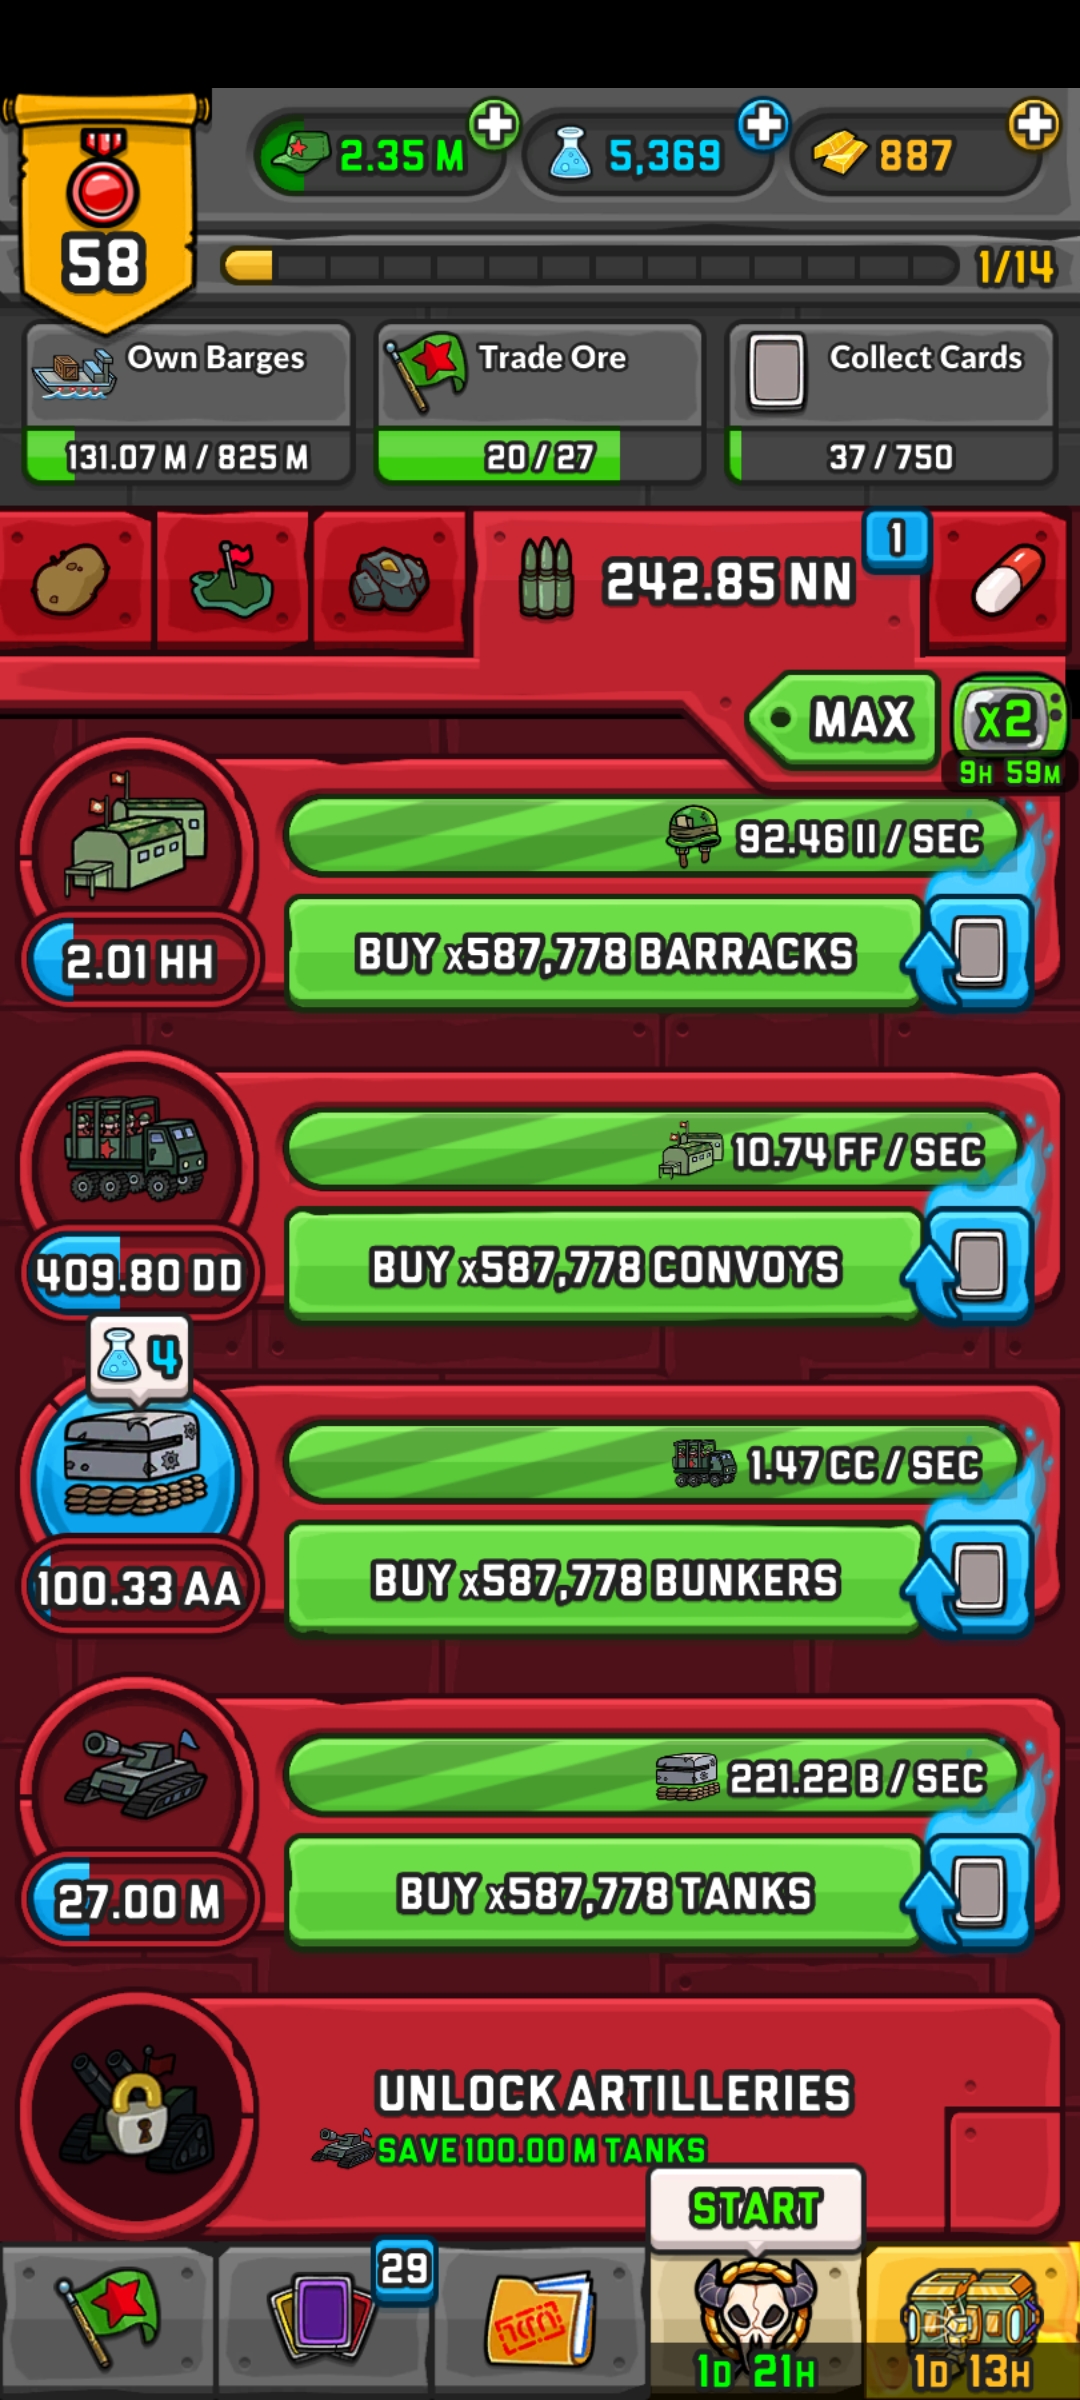 58
2.35 M
5,369
887
1/14
Own Barges
131.07 M / 825 M
Trade Ore
20 / 27
Collect Cards
37 / 750
242.85 NN
1
MAX
x2
9H 59M
92.46 II / SEC
2.01 HH
BUY x587,778 BARRACKS
10.74 FF / SEC
409.80 DD
BUY x587,778 CONVOYS
4
1.47 CC / SEC
100.33 AA
BUY x587,778 BUNKERS
221.22 B / SEC
27.00 M
BUY x587,778 TANKS
UNLOCK ARTILLERIES
SAVE 100.00 M TANKS
START
29
1D 21H
1D 13H